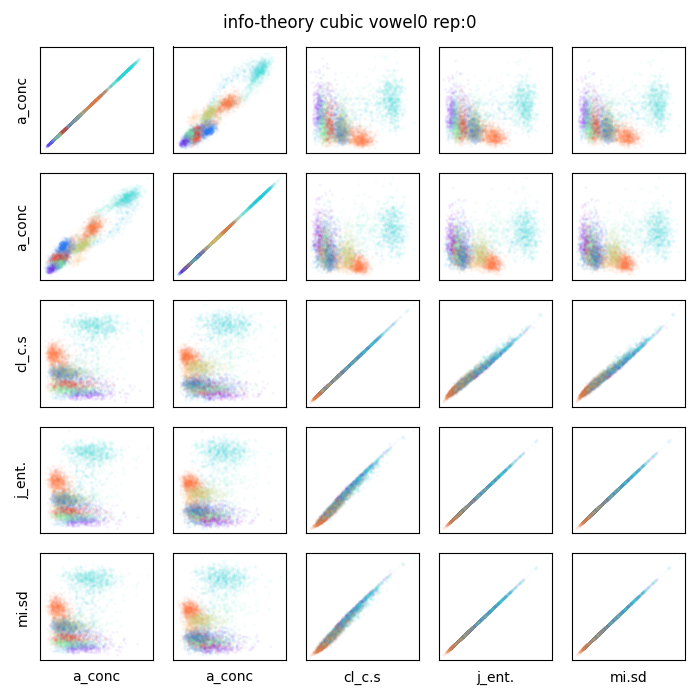 info-theory cubic vowel0 rep:0
a_conc
a_conc
cl_c.s
j_ent.
mi.sd
a_conc
a_conc
cl_c.s
j_ent.
mi.sd